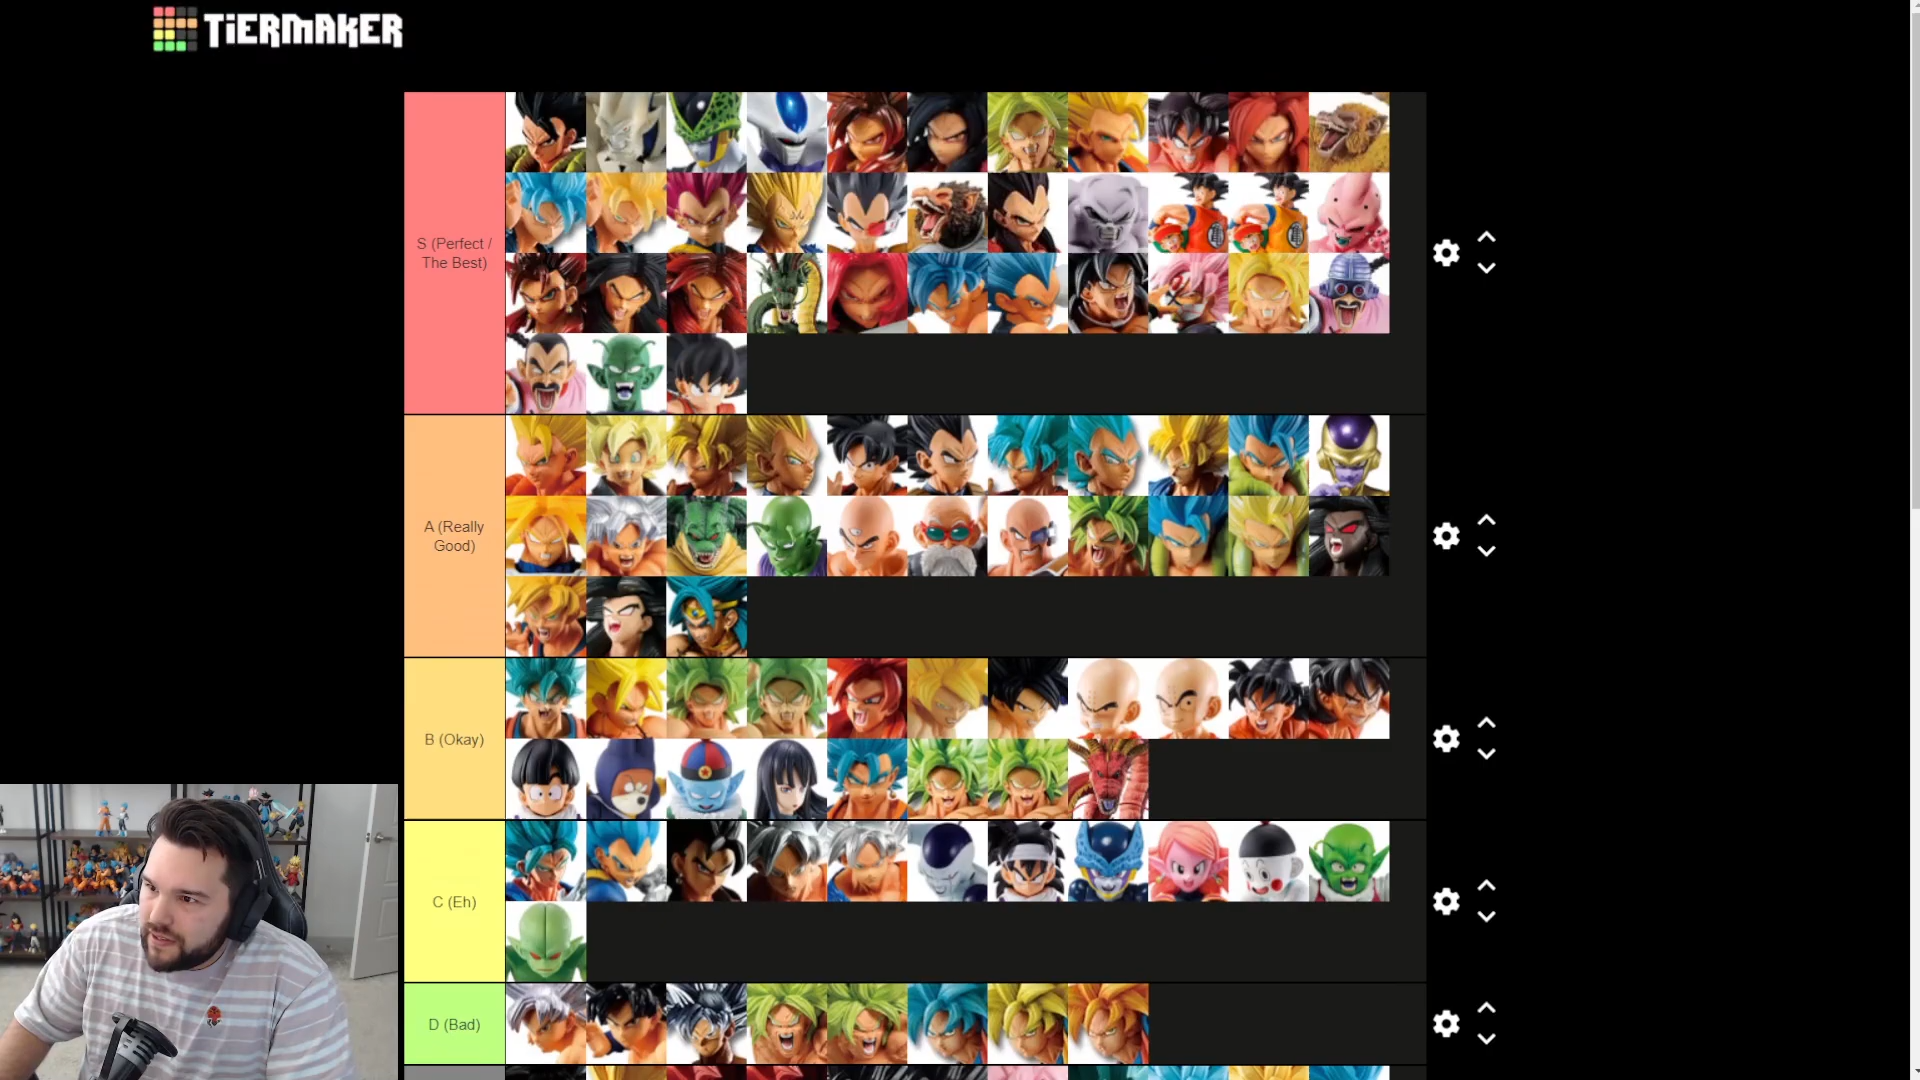 TiERMAKER
S (Perfect /
The Best)
A (Really
Good)
B (Okay)
C (Eh)
D (Bad)